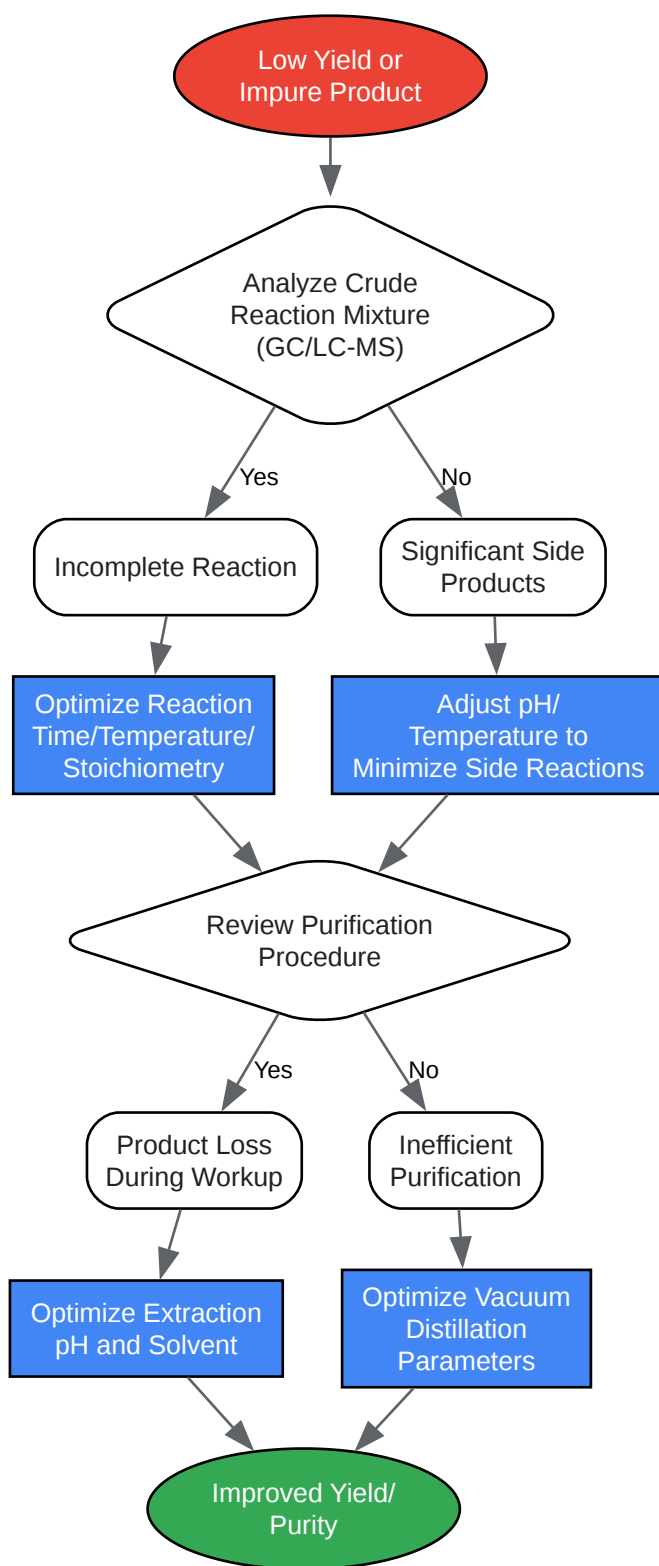 Low Yield or
Impure Product
Analyze Crude
Reaction Mixture
(GC/LC-MS)
Yes
No
Incomplete Reaction
Significant Side
Products
Optimize Reaction
Time/Temperature/
Stoichiometry
Adjust pH/
Temperature to
Minimize Side Reactions
Review Purification
Procedure
Yes
No
Product Loss
During Workup
Inefficient
Purification
Optimize Extraction
pH and Solvent
Optimize Vacuum
Distillation
Parameters
Improved Yield/
Purity